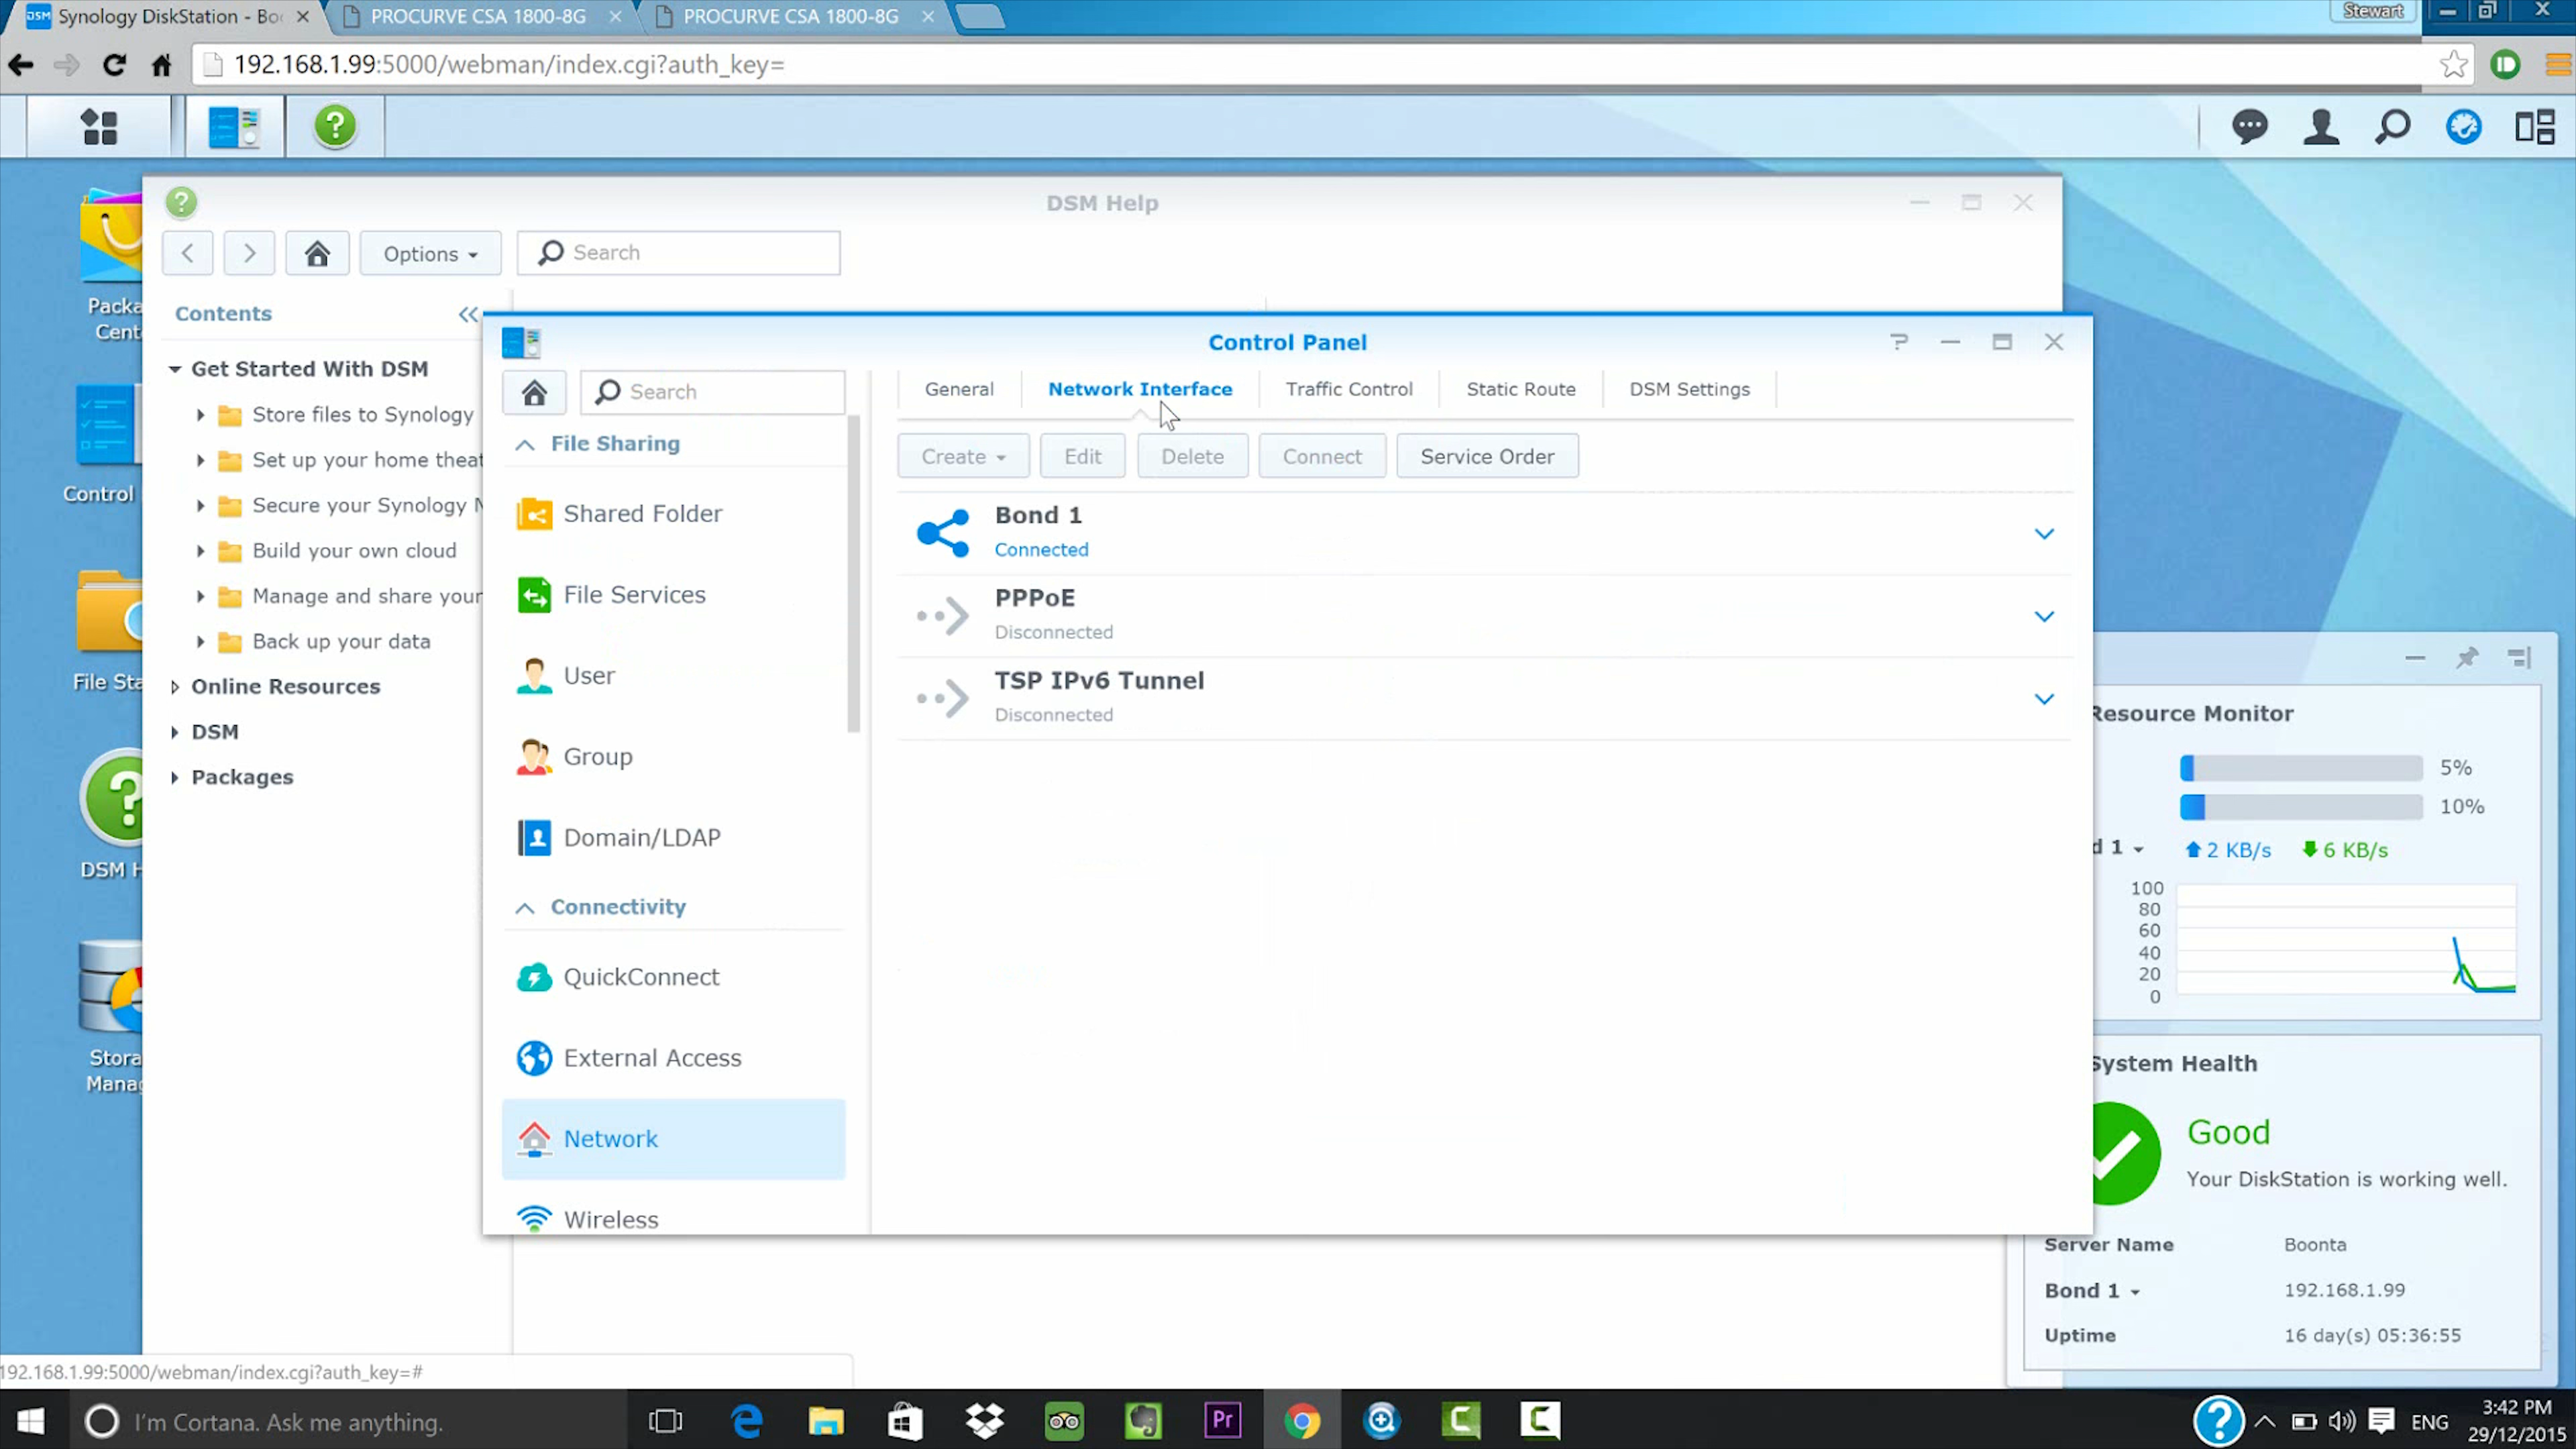 Synology DiskStation - Boo
PROCURVE CSA 1800-8G
PROCURVE CSA 1800-8G
Stewart
192.168.1.99:5000/webman/index.cgi?auth_key=
DSM Help
Options
Search
Contents
Get Started With DSM
Store files to Synology
Set up your home theat
Secure your Synology N
Build your own cloud
Manage and share your
Back up your data
Online Resources
DSM
Packages
Packa
Cent
Control
File Sta
DSM H
Stora
Manag
Control Panel
Search
File Sharing
Shared Folder
File Services
User
Group
Domain/LDAP
Connectivity
QuickConnect
External Access
Network
Wireless
General
Network Interface
Traffic Control
Static Route
DSM Settings
Create
Edit
Delete
Connect
Service Order
Bond 1
Connected
PPPoE
Disconnected
TSP IPv6 Tunnel
Disconnected
Resource Monitor
5%
10%
d 1
2 KB/s
6 KB/s
100
80
60
40
20
0
System Health
Good
Your DiskStation is working well.
Server Name
Boonta
Bond 1
192.168.1.99
Uptime
16 day(s) 05:36:55
192.168.1.99:5000/webman/index.cgi?auth_key=#
I'm Cortana. Ask me anything.
Pr
ENG
3:42 PM
29/12/2015